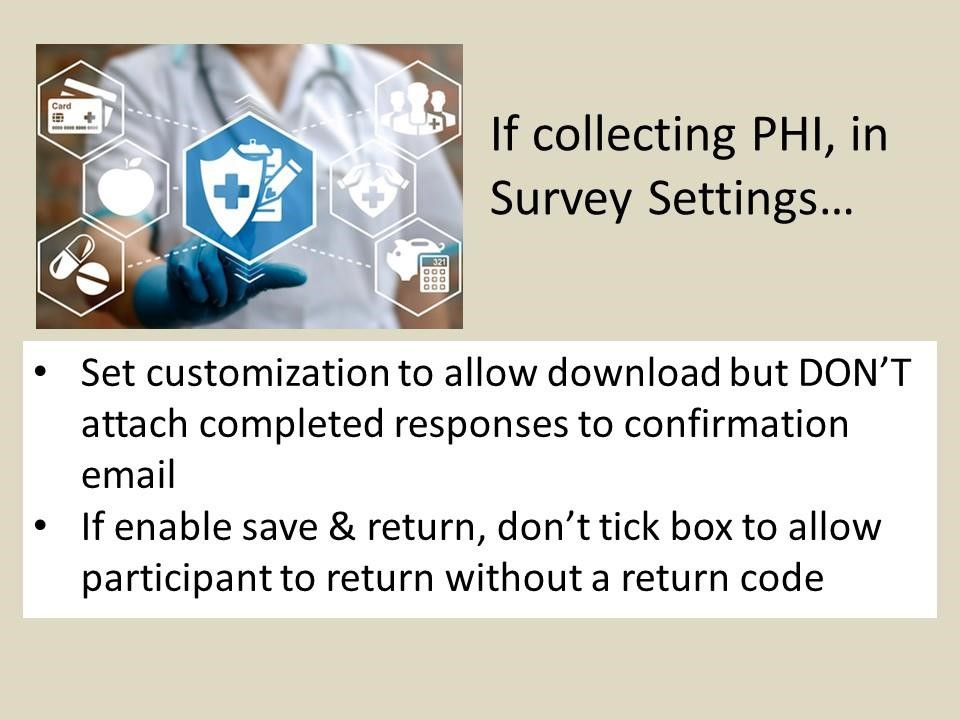 If collecting PHI, in
Survey Settings…
Card
321
• Set customization to allow download but DON’T
attach completed responses to confirmation
email
• If enable save & return, don’t tick box to allow
participant to return without a return code